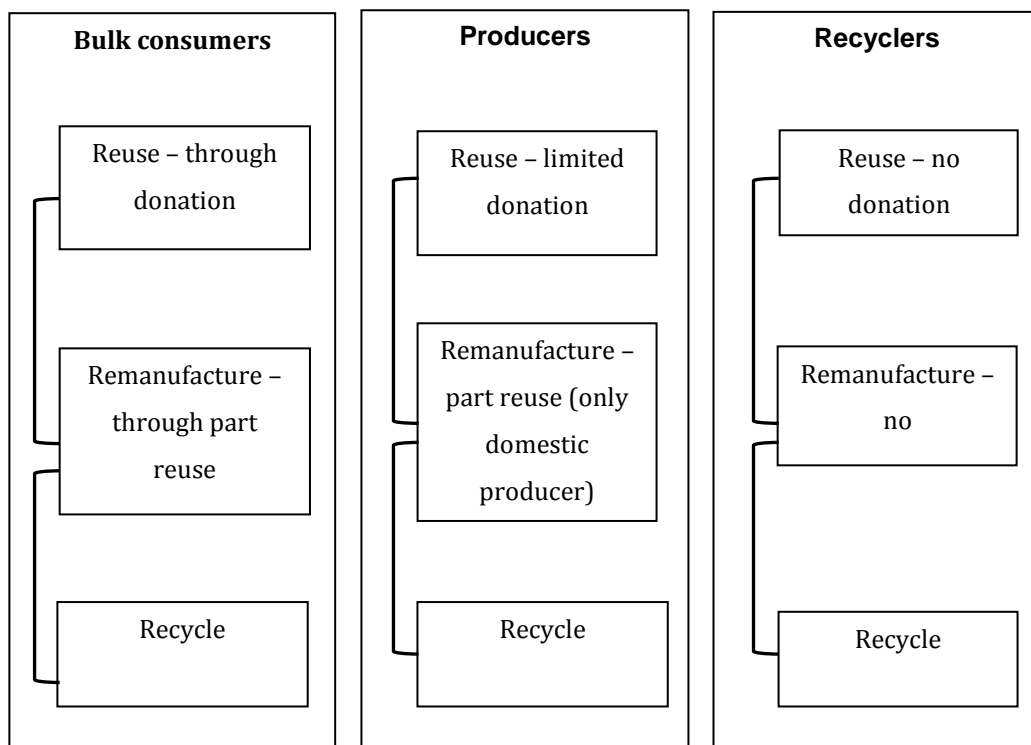 Bulk consumers
Reuse – through
donation
Remanufacture –
through part
reuse
Recycle
Producers
Reuse – limited
donation
Remanufacture –
part reuse (only
domestic
producer)
Recycle
Recyclers
Reuse – no
donation
Remanufacture –
no
Recycle